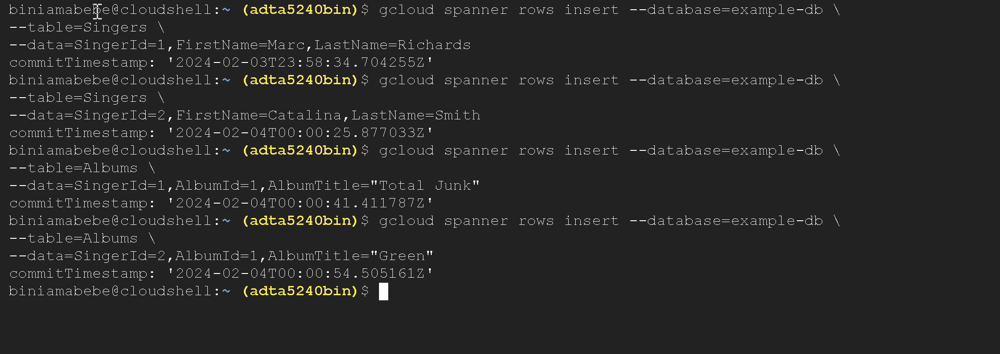 biniamabebe@cloudshell:~ (adta5240bin)$ gcloud spanner rows insert --database=example-db \
--table=Singers \
--data=SingerId=1,FirstName=Marc,LastName=Richards
commitTimestamp: '2024-02-03T23:58:34.704255Z'
biniamabebe@cloudshell:~ (adta5240bin)$ gcloud spanner rows insert --database=example-db \
--table=Singers \
--data=SingerId=2,FirstName=Catalina,LastName=Smith
commitTimestamp: '2024-02-04T00:00:25.877033Z'
biniamabebe@cloudshell:~ (adta5240bin)$ gcloud spanner rows insert --database=example-db \
--table=Albums \
--data=SingerId=1,AlbumId=1,AlbumTitle="Total Junk"
commitTimestamp: '2024-02-04T00:00:41.411787Z'
biniamabebe@cloudshell:~ (adta5240bin)$ gcloud spanner rows insert --database=example-db \
--table=Albums \
--data=SingerId=2,AlbumId=1,AlbumTitle="Green"
commitTimestamp: '2024-02-04T00:00:54.505161Z'
biniamabebe@cloudshell:~ (adta5240bin)$